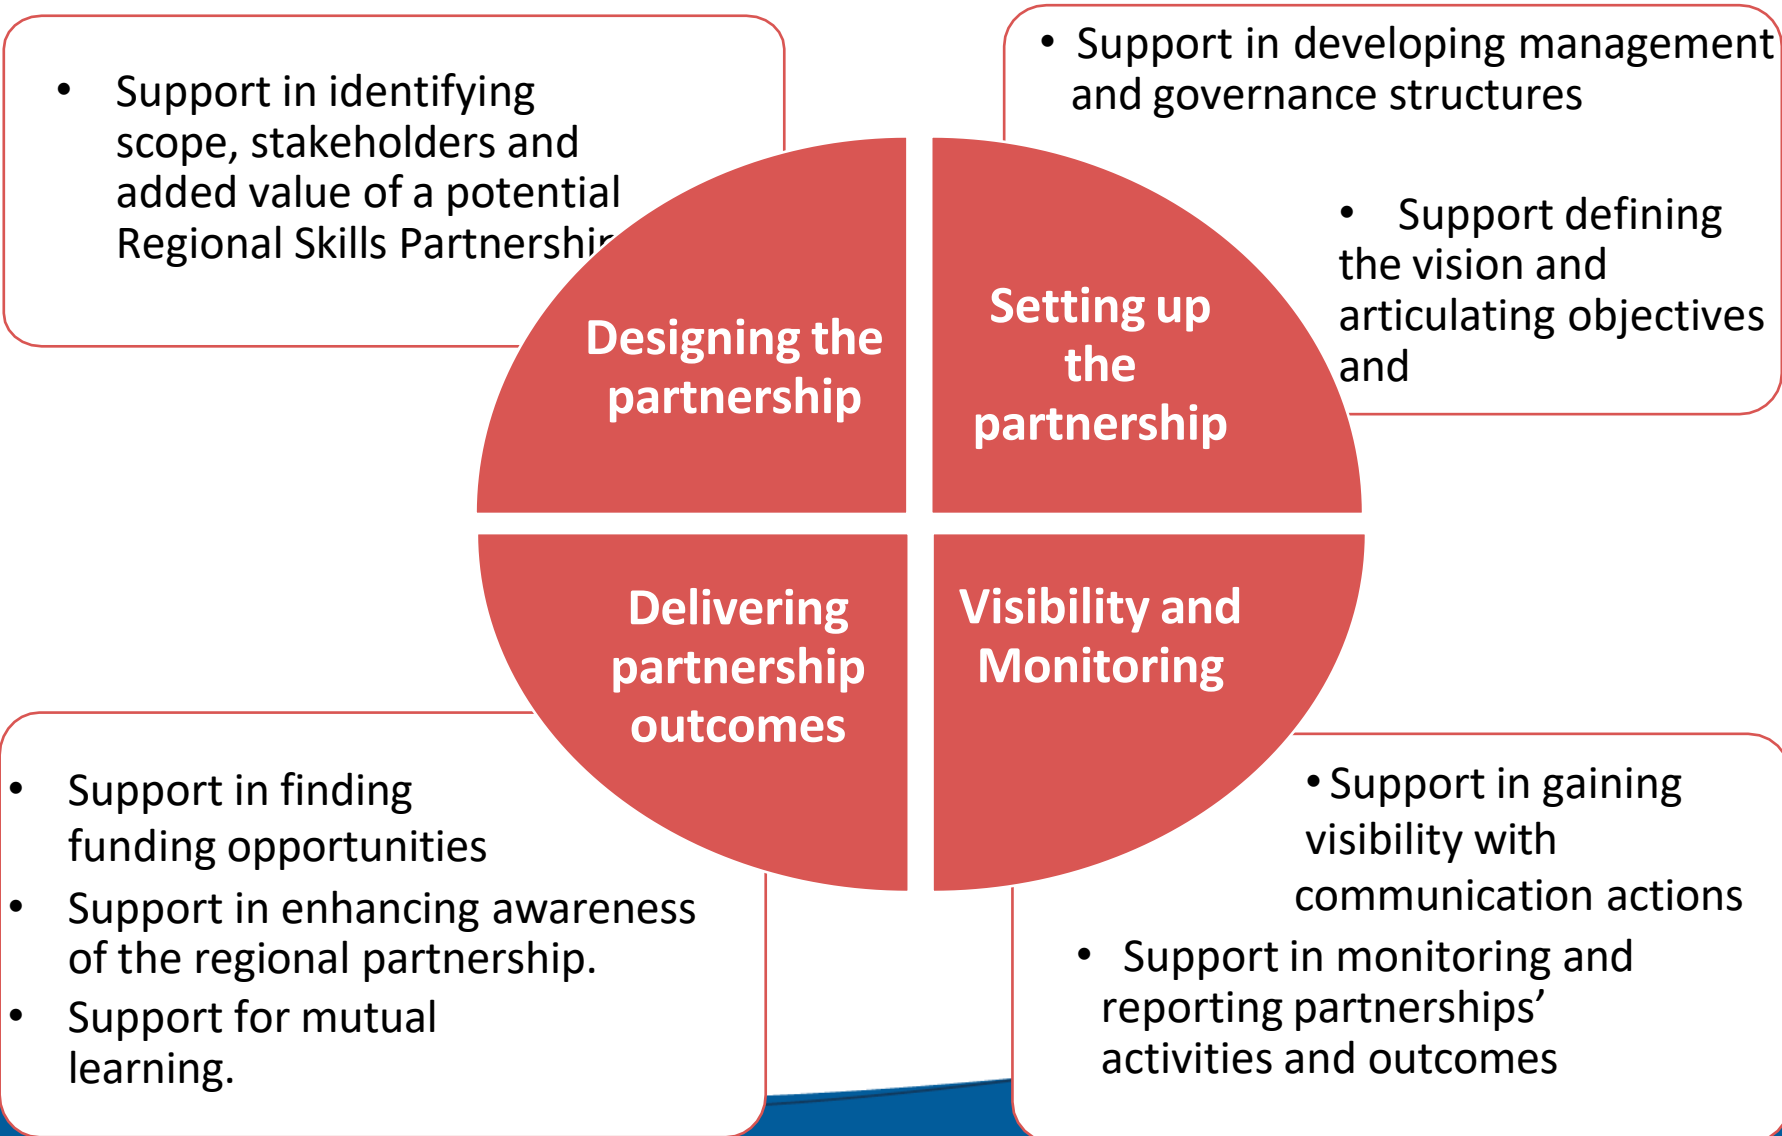 • Support in identifying
scope, stakeholders and
added value of a potential
Regional Skills Partnership
• Support in developing management
and governance structures
• Support defining
the vision and
articulating objectives
and
Designing the
partnership
Setting up
the
partnership
Delivering
partnership
outcomes
Visibility and
Monitoring
• Support in finding
funding opportunities
• Support in enhancing awareness
of the regional partnership.
• Support for mutual
learning.
• Support in gaining
visibility with
communication actions
• Support in monitoring and
reporting partnerships’
activities and outcomes